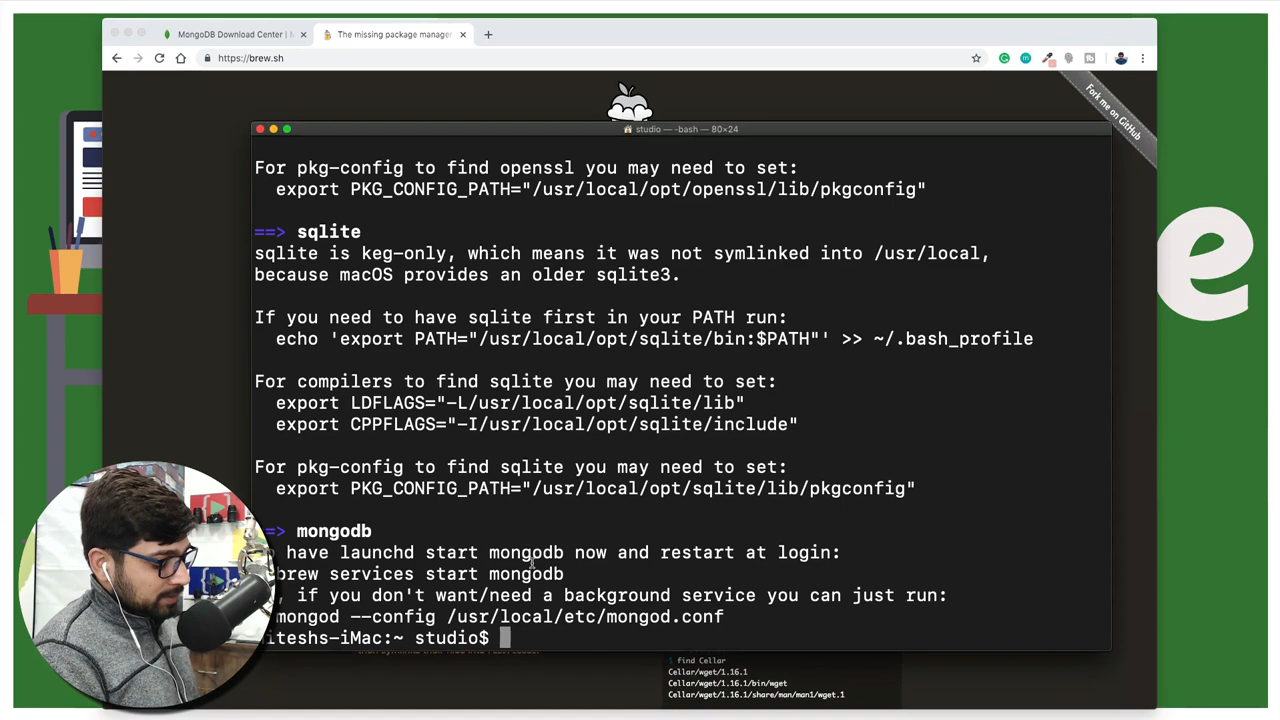 MongoDB Download Center | M
The missing package manage
https://brew.sh
Fork me on GitHub
studio — -bash — 80×24
For pkg-config to find openssl you may need to set:
export PKG_CONFIG_PATH="/usr/local/opt/openssl/lib/pkgconfig"
==> sqlite
sqlite is keg-only, which means it was not symlinked into /usr/local,
because macOS provides an older sqlite3.
If you need to have sqlite first in your PATH run:
echo 'export PATH="/usr/local/opt/sqlite/bin:$PATH"' >> ~/.bash_profile
For compilers to find sqlite you may need to set:
export LDFLAGS="-L/usr/local/opt/sqlite/lib"
export CPPFLAGS="-I/usr/local/opt/sqlite/include"
For pkg-config to find sqlite you may need to set:
export PKG_CONFIG_PATH="/usr/local/opt/sqlite/lib/pkgconfig"
=> mongodb
have launchd start mongodb now and restart at login:
brew services start mongodb
, if you don't want/need a background service you can just run:
mongod --config /usr/local/etc/mongod.conf
iteshs-iMac:~ studio$
$ find Cellar
Cellar/wget/1.16.1
Cellar/wget/1.16.1/bin/wget
Cellar/wget/1.16.1/share/man/man1/wget.1
e